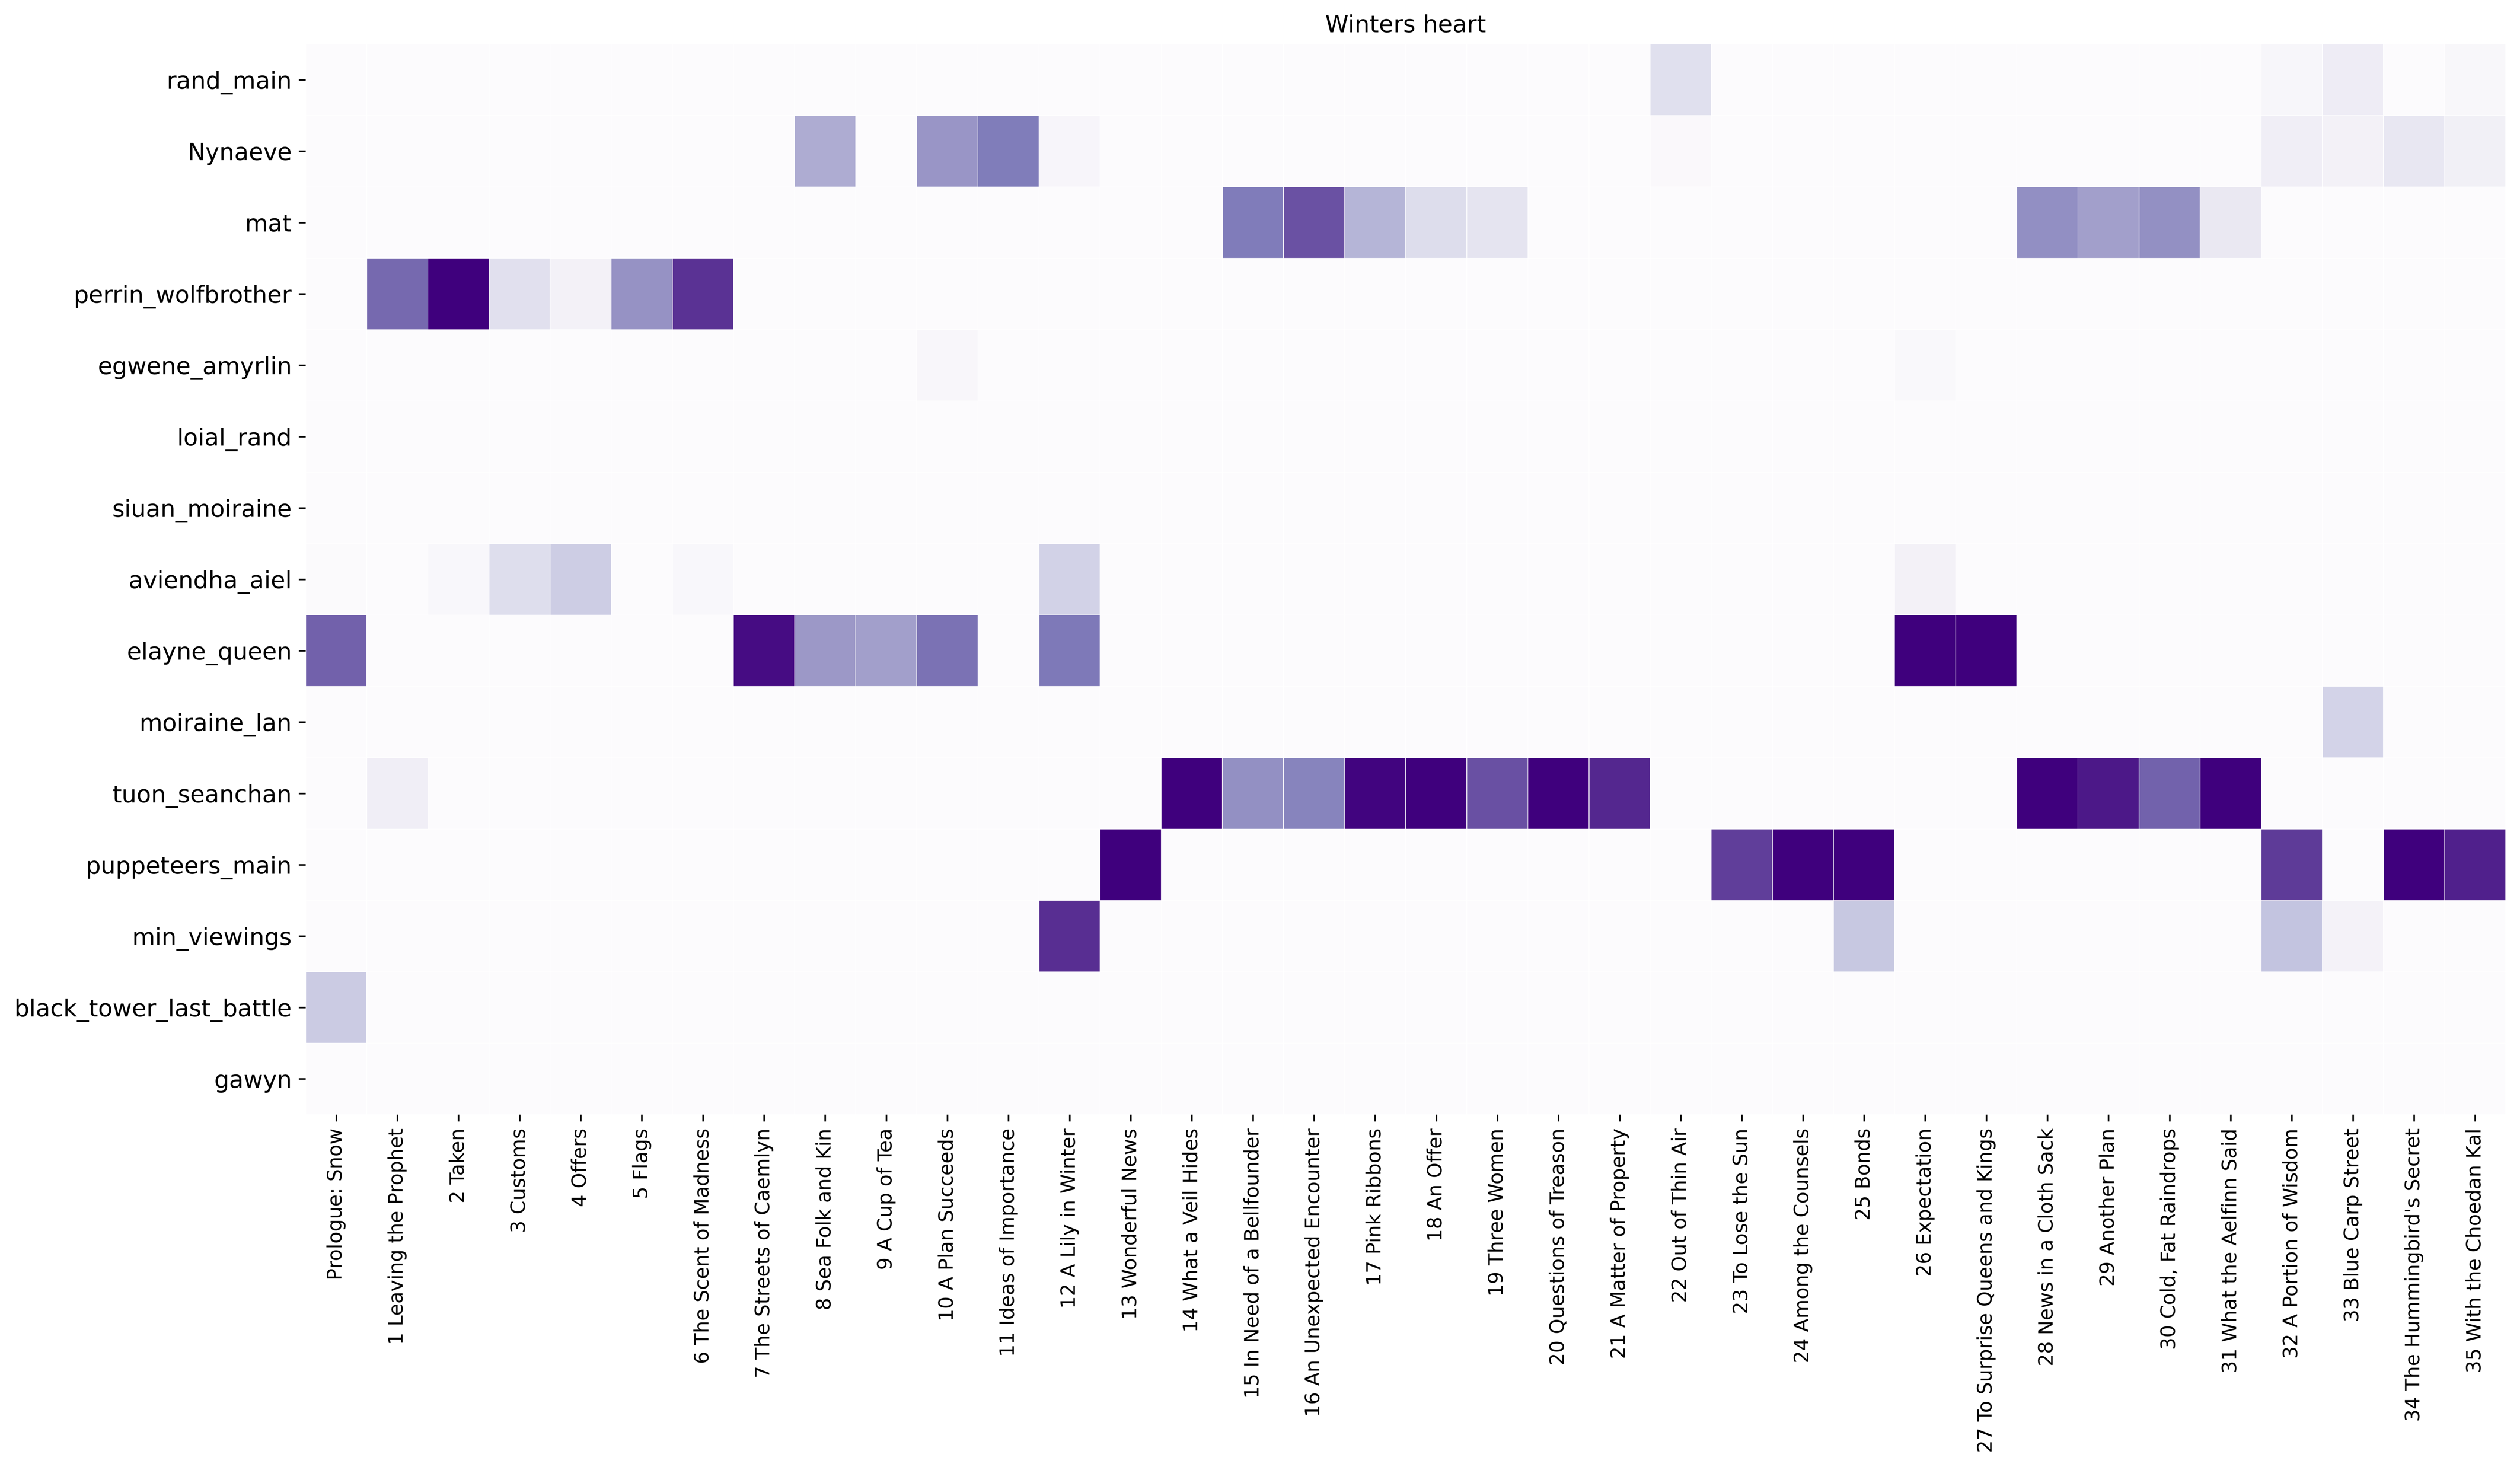 Winters heart
rand_main
Nynaeve
mat
perrin_wolfbrother
egwene_amyrlin
loial_rand
siuan_moiraine
aviendha_aiel
elayne_queen
moiraine_lan
tuon_seanchan
puppeteers_main
min_viewings
black_tower_last_battle
gawyn
Prologue: Snow
1 Leaving the Prophet
2 Taken
3 Customs
4 Offers
5 Flags
6 The Scent of Madness
7 The Streets of Caemlyn
8 Sea Folk and Kin
9 A Cup of Tea
10 A Plan Succeeds
11 Ideas of Importance
12 A Lily in Winter
13 Wonderful News
14 What a Veil Hides
15 In Need of a Bellfounder
16 An Unexpected Encounter
17 Pink Ribbons
18 An Offer
19 Three Women
20 Questions of Treason
21 A Matter of Property
22 Out of Thin Air
23 To Lose the Sun
24 Among the Counsels
25 Bonds
26 Expectation
27 To Surprise Queens and Kings
28 News in a Cloth Sack
29 Another Plan
30 Cold, Fat Raindrops
31 What the Aelfinn Said
32 A Portion of Wisdom
33 Blue Carp Street
34 The Hummingbird's Secret
35 With the Choedan Kal